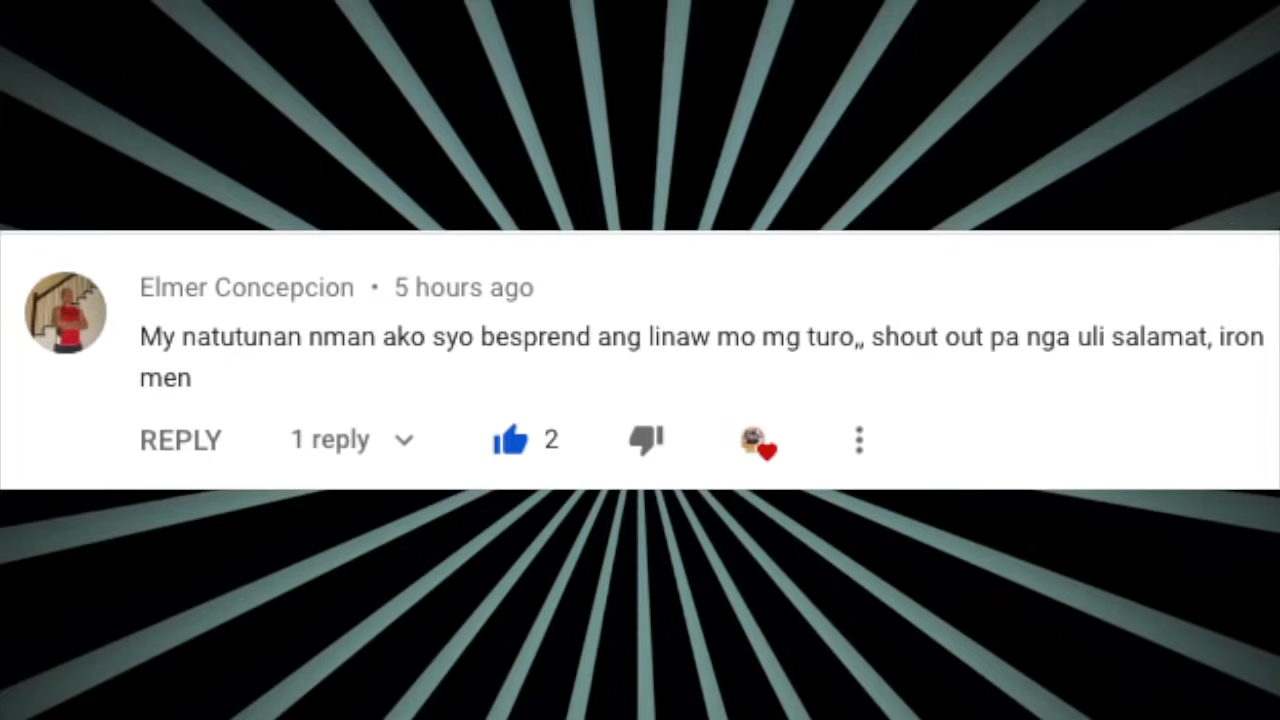 Elmer Concepcion • 5 hours ago
My natutunan nman ako syo besprend ang linaw mo mg turo,, shout out pa nga uli salamat, iron
men
REPLY 1 reply 2